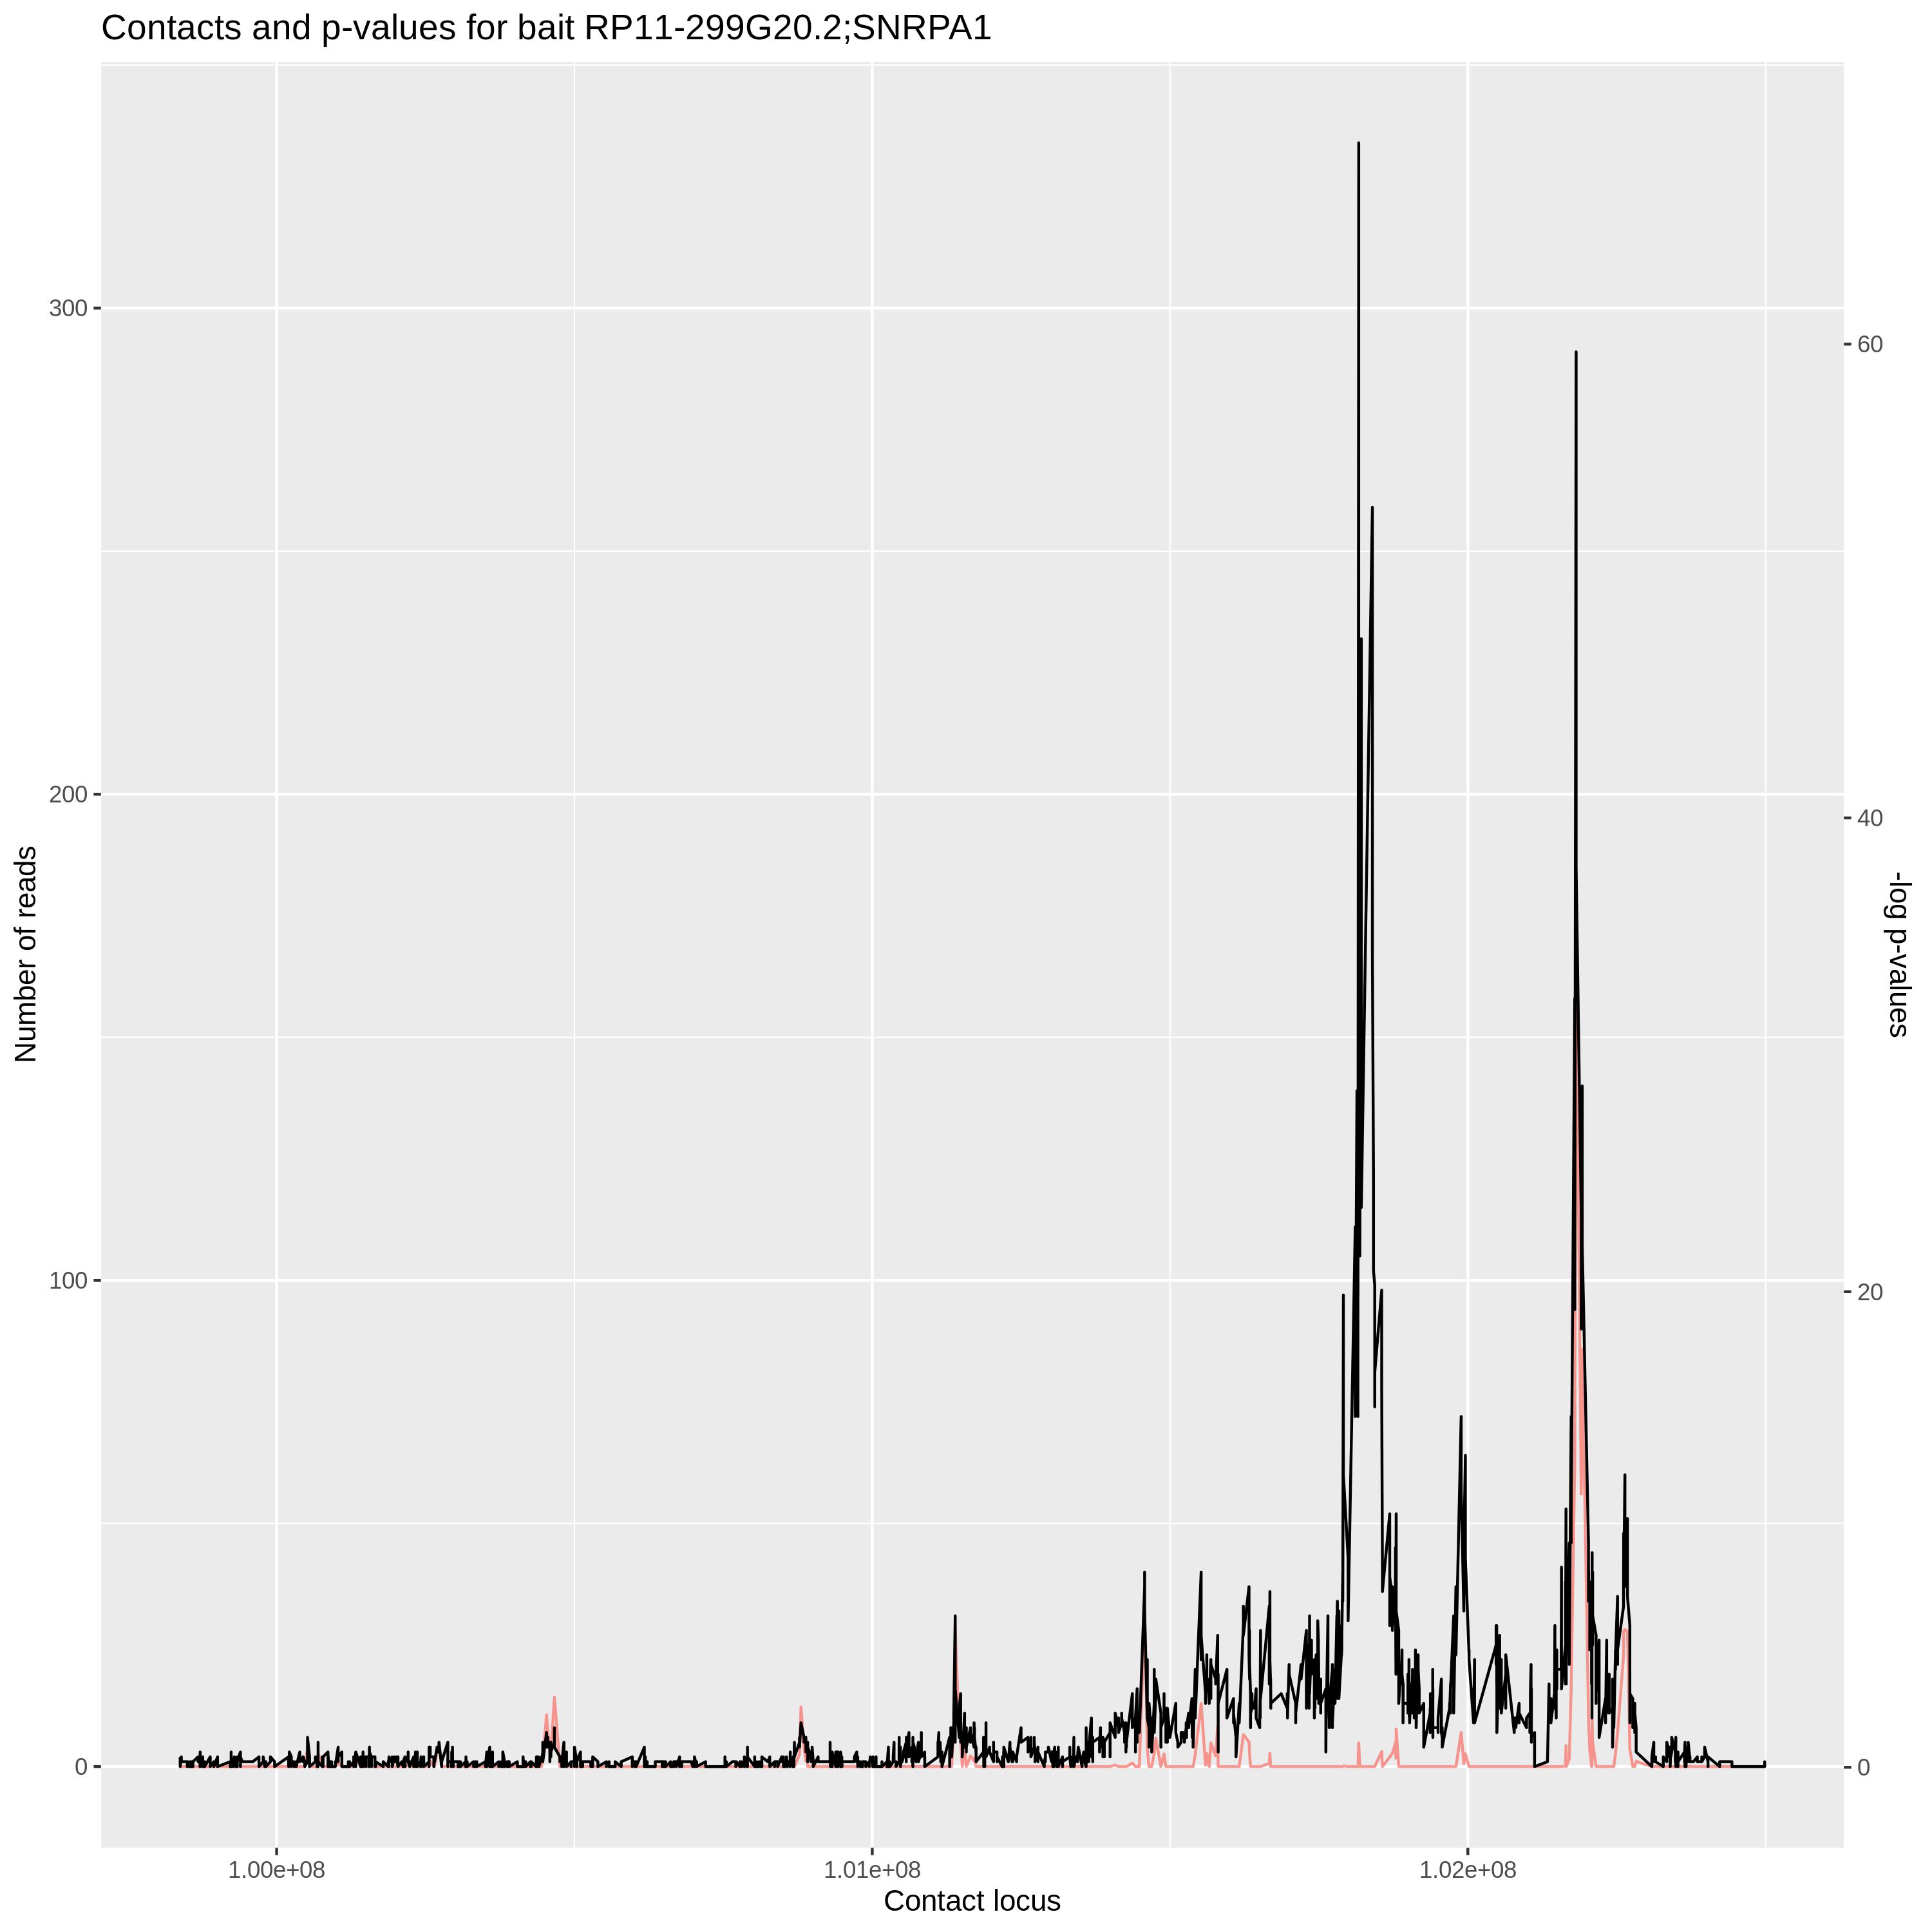 Contacts and p-values for bait RP11-299G20.2;SNRPA1
300
200
100
0
Number of reads
60
40
20
0
-log p-values
1.00e+08
1.01e+08
1.02e+08
Contact locus